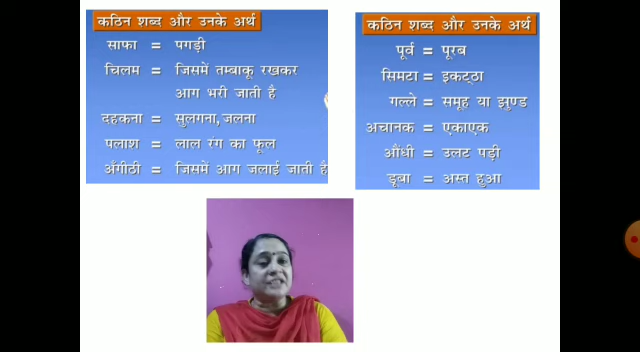 कठिन शब्द और उनके अर्थ
साफा = पगड़ी
चिलम = जिसमें तम्बाकू रखकर
आग भरी जाती है
दहकना = सुलगना, जलना
पलाश = लाल रंग का फूल
अँगीठी = जिसमें आग जलाई जाती है
कठिन शब्द और उनके अर्थ
पूर्व = पूरब
सिमटा = इकट्ठा
गल्ले = समूह या झुण्ड
अचानक = एकाएक
औंधी = उलट पड़ी
डूबा = अस्त हुआ